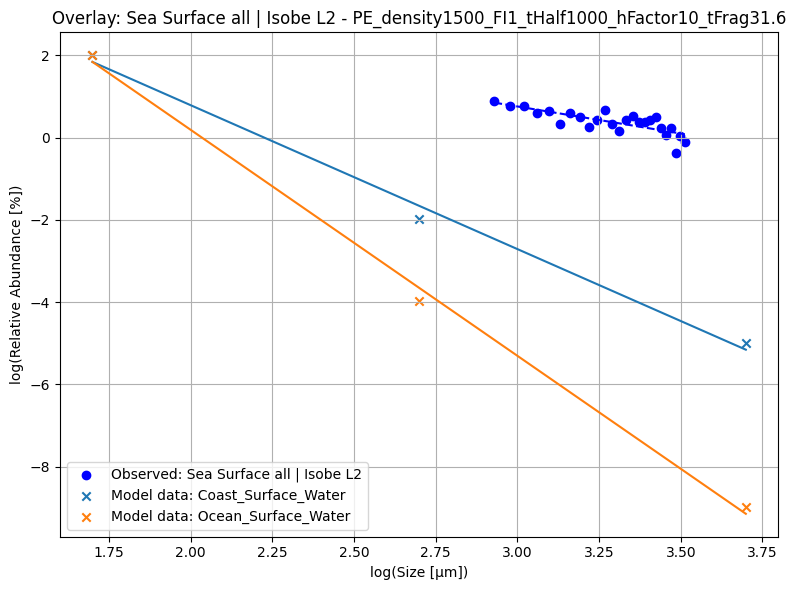 Overlay: Sea Surface all | Isobe L2 - PE_density1500_FI1_tHalf1000_hFactor10_tFrag31.6
log(Relative Abundance [%])
2
0
−2
−4
−6
−8
Observed: Sea Surface all | Isobe L2
Model data: Coast_Surface_Water
Model data: Ocean_Surface_Water
1.75 2.00 2.25 2.50 2.75 3.00 3.25 3.50 3.75
log(Size [µm])